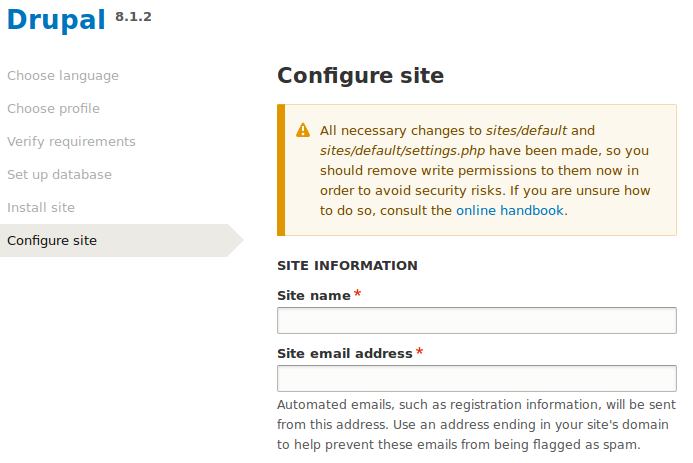 Drupal 8.1.2
Choose language
Choose profile
Verify requirements
Set up database
Install site
Configure site
Configure site
All necessary changes to sites/default and
sites/default/settings.php have been made, so you
should remove write permissions to them now in
order to avoid security risks. If you are unsure how
to do so, consult the online handbook.
SITE INFORMATION
Site name *
Site email address *
Automated emails, such as registration information, will be sent
from this address. Use an address ending in your site's domain
to help prevent these emails from being flagged as spam.